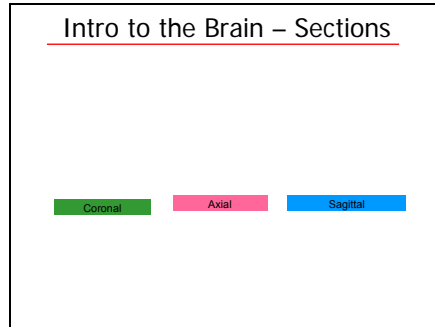 Intro to the Brain – Sections
Coronal Axial Sagittal